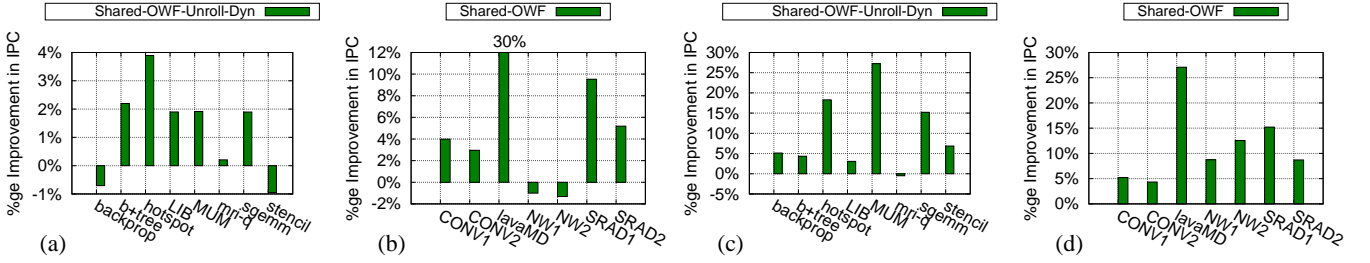 Shared-OWF-Unroll-Dyn
%ge Improvement in IPC
4%
3%
2%
1%
0%
-1%
backprop
b+tree
hotspot
LIB
MUM
mri-q
sgemm
stencil
(a)
Shared-OWF
30%
%ge Improvement in IPC
12%
10%
8%
6%
4%
2%
0%
-2%
CONV1
CONV2
lavaMD
NW1
NW2
SRAD1
SRAD2
(b)
Shared-OWF-Unroll-Dyn
%ge Improvement in IPC
30%
25%
20%
15%
10%
5%
0%
-5%
backprop
b+tree
hotspot
LIB
MUM
mri-q
sgemm
stencil
(c)
Shared-OWF
%ge Improvement in IPC
30%
25%
20%
15%
10%
5%
0%
CONV1
CONV2
lavaMD
NW1
NW2
SRAD1
SRAD2
(d)